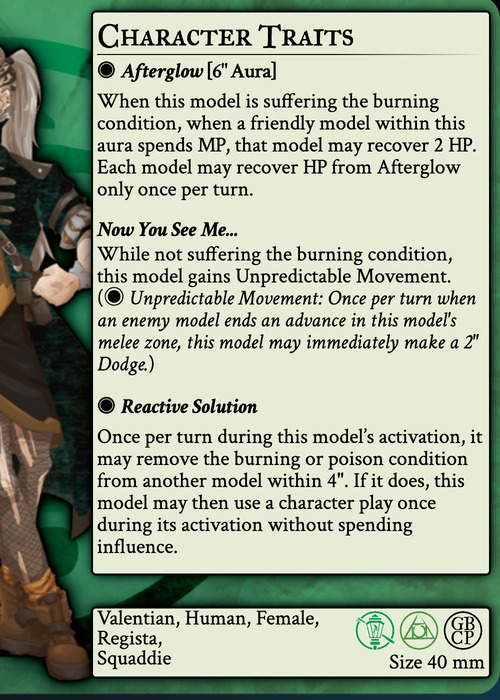 Character Traits
Afterglow [6" Aura]
When this model is suffering the burning
condition, when a friendly model within this
aura spends MP, that model may recover 2 HP.
Each model may recover HP from Afterglow
only once per turn.
Now You See Me...
While not suffering the burning condition,
this model gains Unpredictable Movement.
(◉ Unpredictable Movement: Once per turn when
an enemy model ends an advance in this model's
melee zone, this model may immediately make a 2"
Dodge.)
Reactive Solution
Once per turn during this model’s activation, it
may remove the burning or poison condition
from another model within 4". If it does, this
model may then use a character play once
during its activation without spending
influence.
Valentian, Human, Female,
Regista,
Squaddie
GB
CP
Size 40 mm